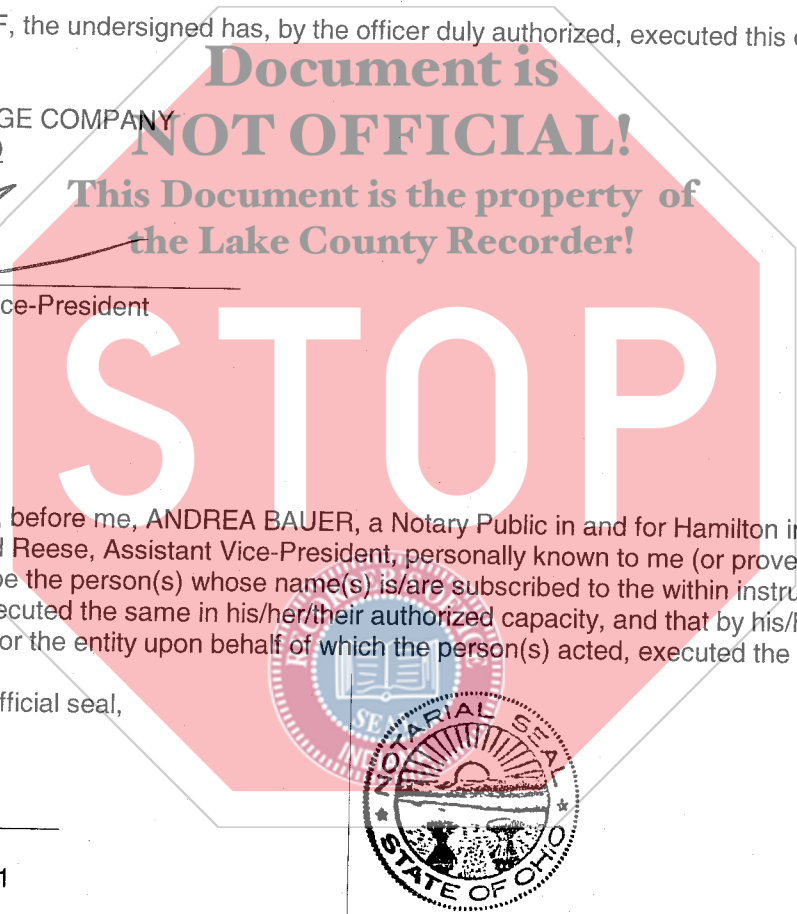 F, the undersigned has, by the officer duly authorized, executed this
Document is
GE COMPANY
NOT OFFICIAL!
This Document is the property of
the Lake County Recorder!
ce-President
STOP
, before me, ANDREA BAUER, a Notary Public in and for Hamilton in
Reese, Assistant Vice-President, personally known to me (or prove
be the person(s) whose name(s) is/are subscribed to the within instru
ecuted the same in his/her/their authorized capacity, and that by his/
or the entity upon behalf of which the person(s) acted, executed the
fficial seal,
SEAL
NOTARIAL SEAL
STATE OF OHIO
1